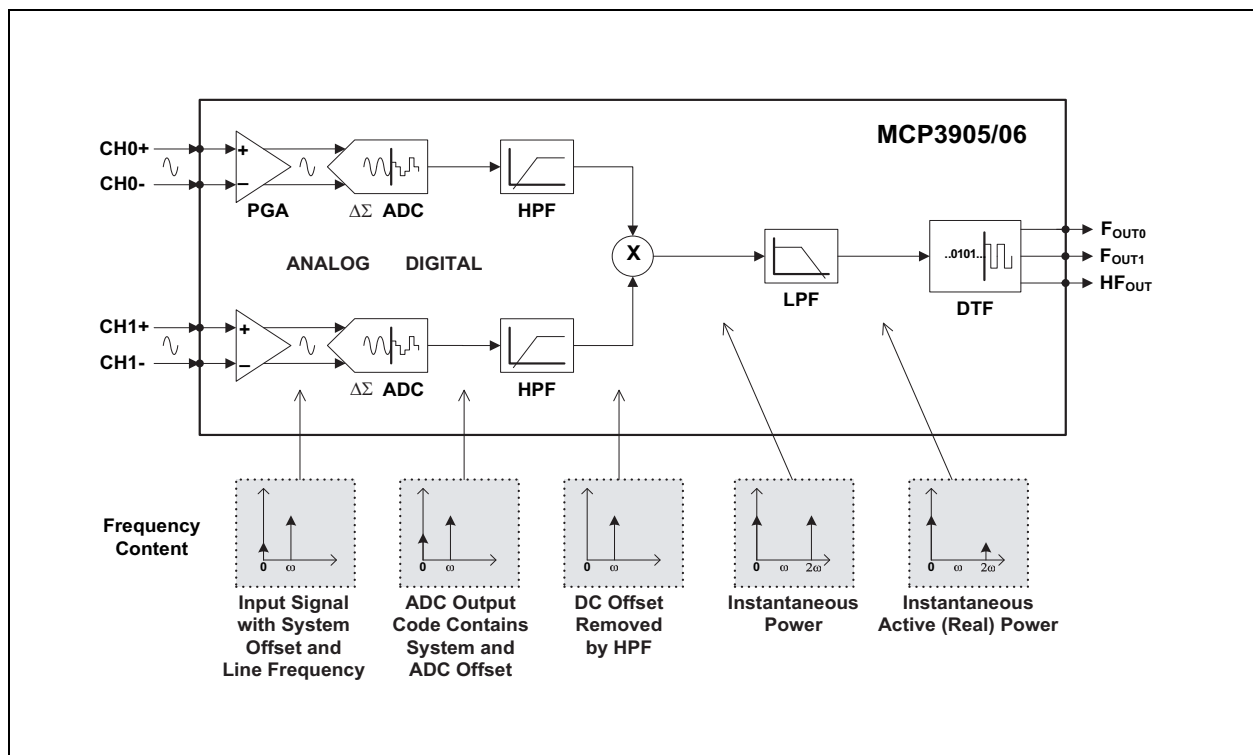 MCP3905/06
CH0+
CH0-
+
–
PGA
ΔΣ ADC
HPF
ANALOG DIGITAL
X
LPF
..0101...
DTF
FOUT0
FOUT1
HFOUT
CH1+
CH1-
+
–
ΔΣ ADC
HPF
Frequency
Content
0 ω
Input Signal
with System
Offset and
Line Frequency
0 ω
ADC Output
Code Contains
System and
ADC Offset
0 ω
DC Offset
Removed
by HPF
0 ω 2ω
Instantaneous
Power
0 ω 2ω
Instantaneous
Active (Real) Power